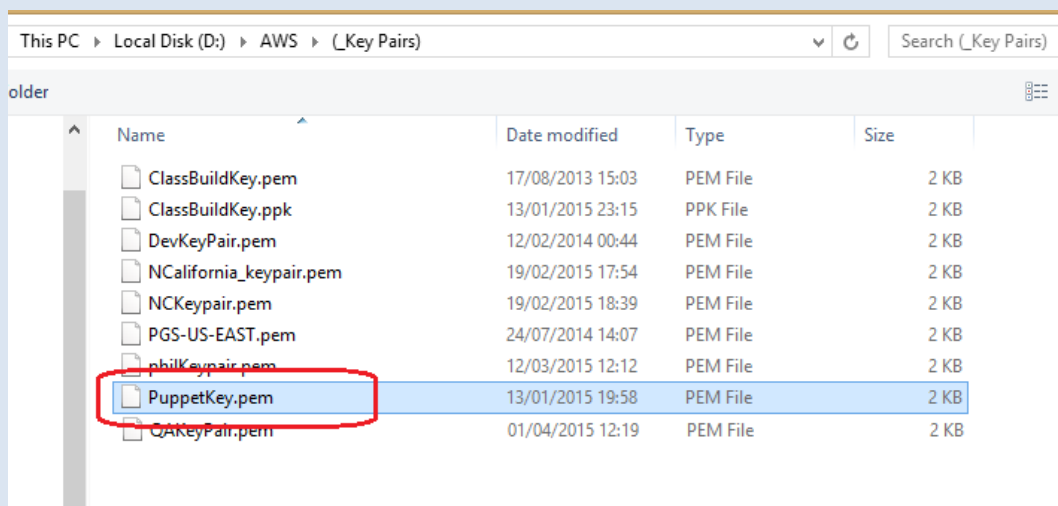 This PC ▸ Local Disk (D:) ▸ AWS ▸ (_Key Pairs) Search (_Key Pairs)
older
Name Date modified Type Size
ClassBuildKey.pem 17/08/2013 15:03 PEM File 2 KB
ClassBuildKey.ppk 13/01/2015 23:15 PPK File 2 KB
DevKeyPair.pem 12/02/2014 00:44 PEM File 2 KB
NCalifornia_keypair.pem 19/02/2015 17:54 PEM File 2 KB
NCKeypair.pem 19/02/2015 18:39 PEM File 2 KB
PGS-US-EAST.pem 24/07/2014 14:07 PEM File 2 KB
philKeypair.pem 12/03/2015 12:12 PEM File 2 KB
PuppetKey.pem 13/01/2015 19:58 PEM File 2 KB
QAKeyPair.pem 01/04/2015 12:19 PEM File 2 KB